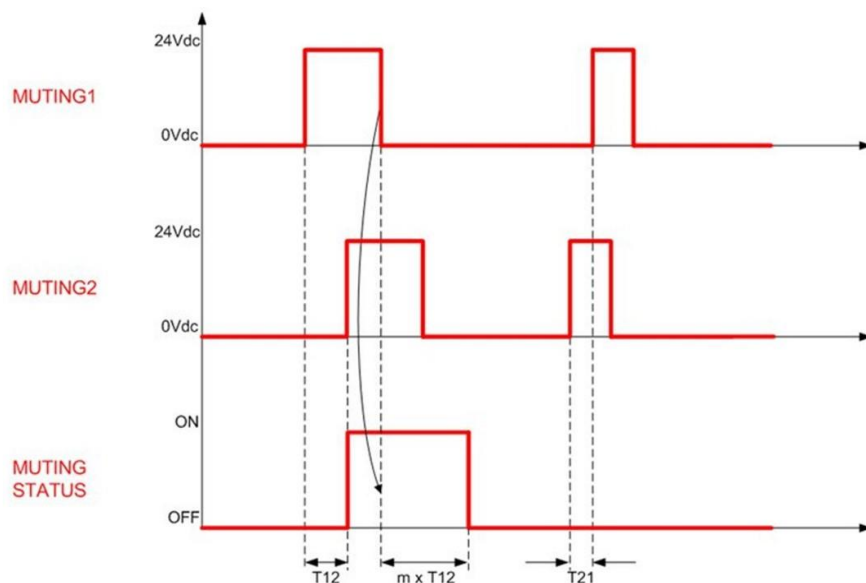 24Vdc
MUTING1
0Vdc
24Vdc
MUTING2
0Vdc
ON
MUTING
STATUS
OFF
T12
m x T12
T21